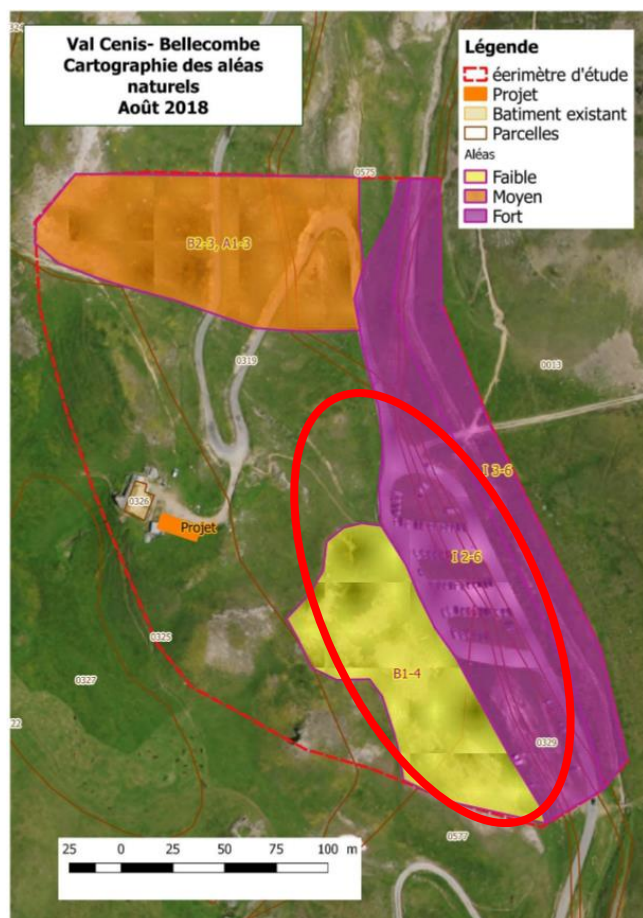 Val Cenis- Bellecombe
Cartographie des aléas
naturels
Août 2018
Légende
éerimètre d'étude
Projet
Batiment existant
Parcelles
Aléas
Faible
Moyen
Fort
0575
B2-3, A1-3
0319
0013
I 3-6
0326
Projet
I 2-6
0325
B1-4
0327
22
0329
0577
25 0 25 50 75 100 m